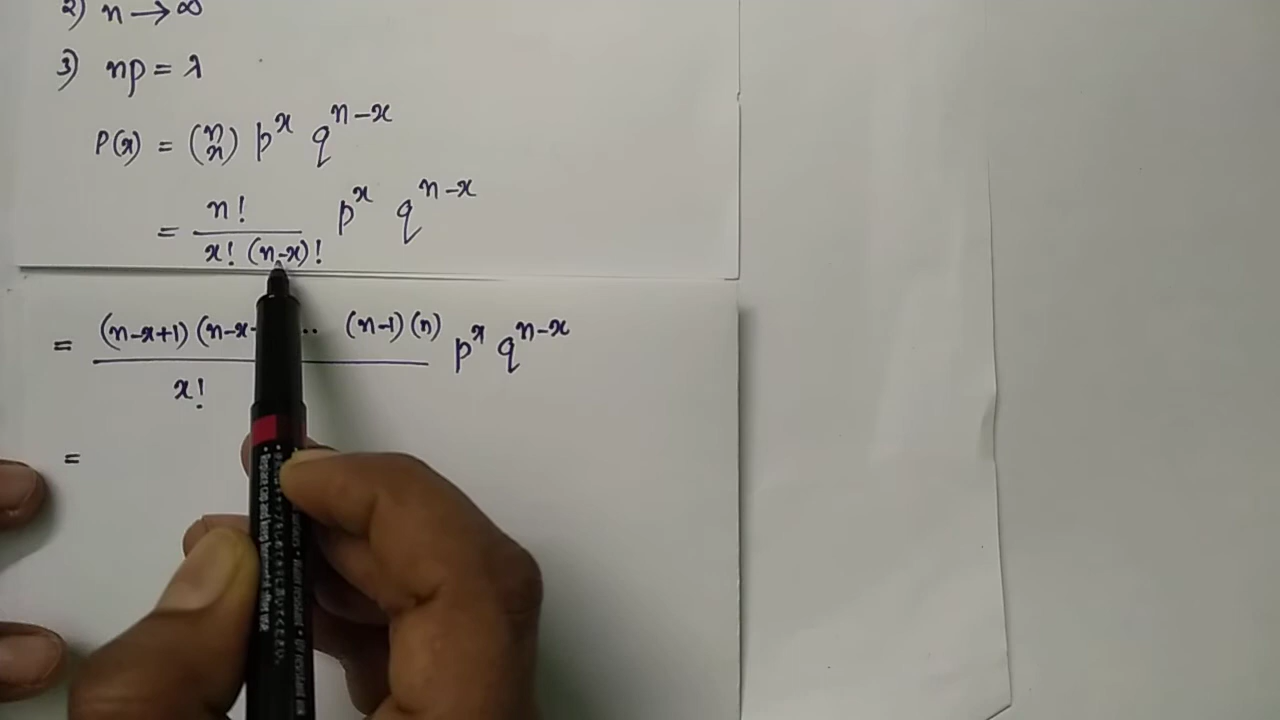 2) n → ∞
3) np = λ
P(x) = (n x) p^x q^(n-x)
= n! / x! (n-x)! p^x q^(n-x)
= (n-x+1) (n-x- .. (n-1) (n) / x! p^x q^(n-x)
=